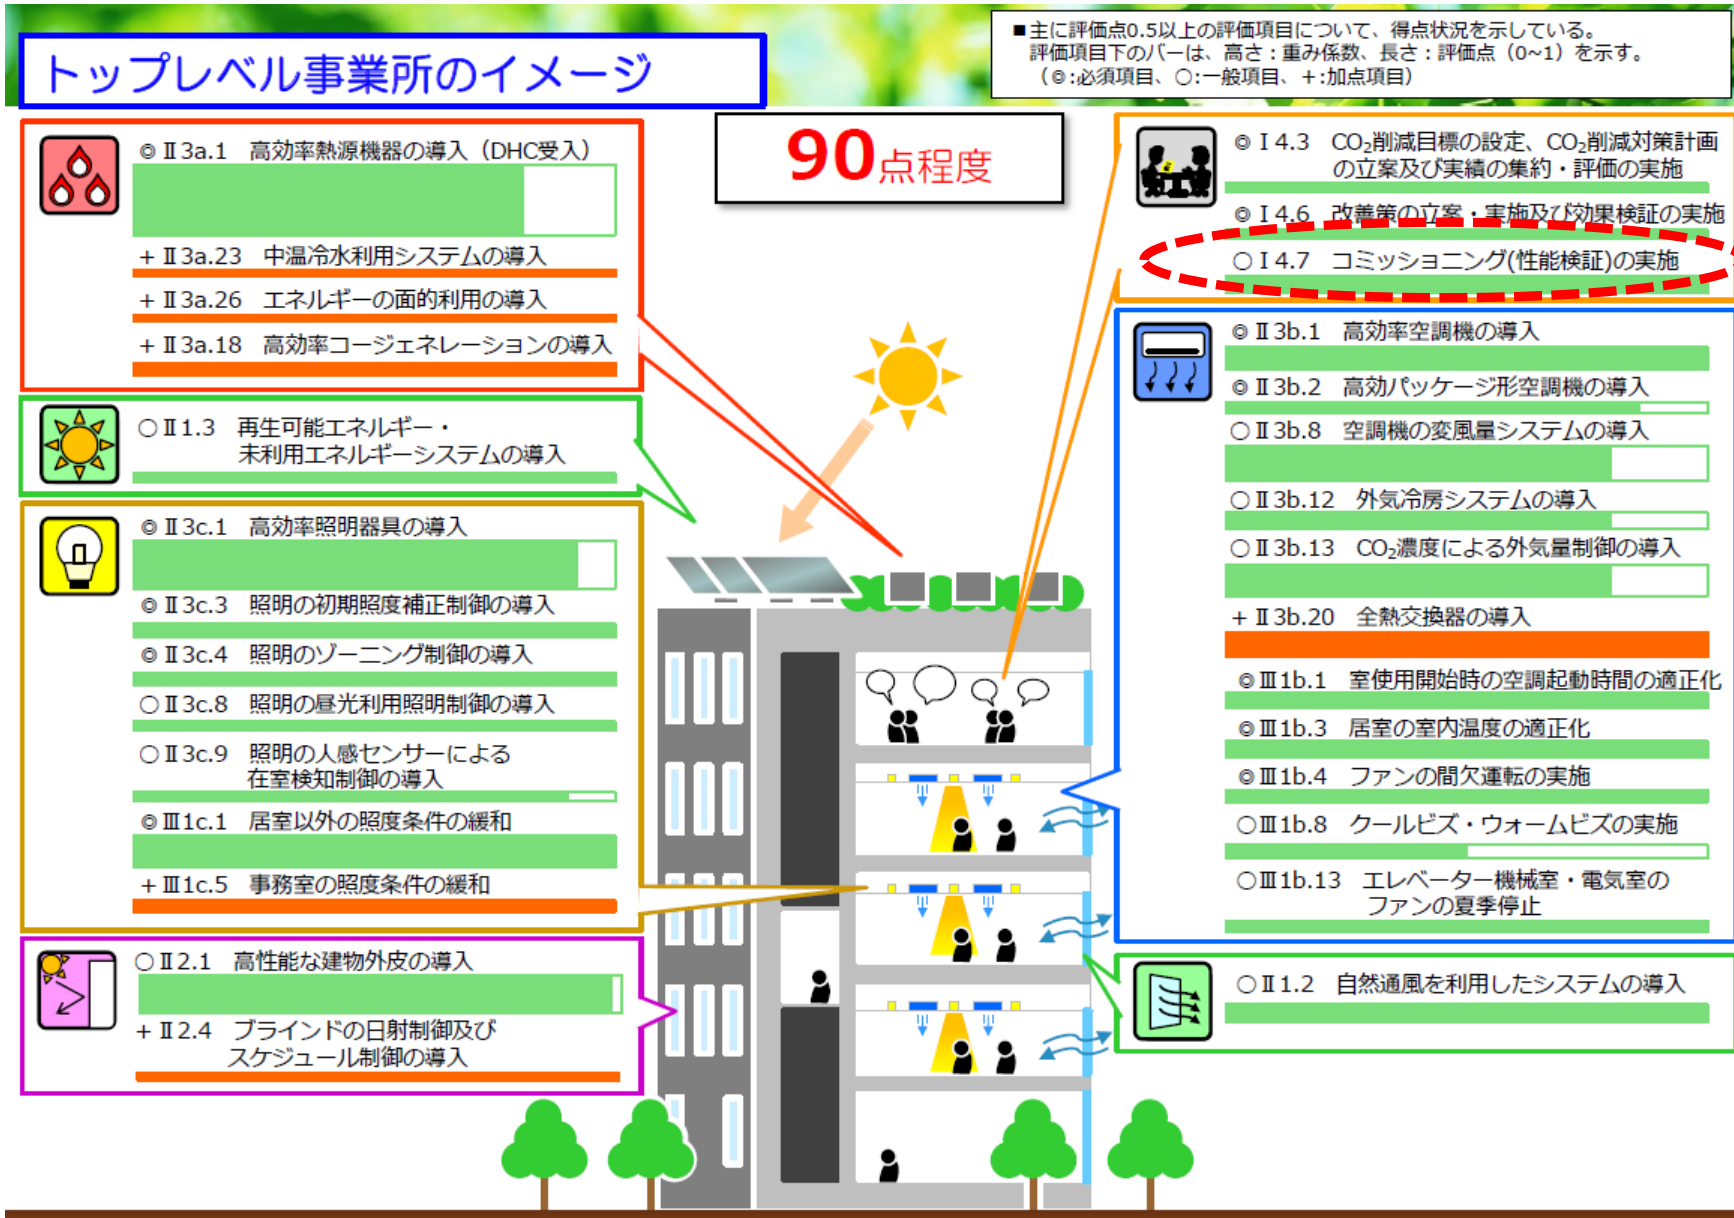 トップレベル事業所のイメージ
■主に評価点0.5以上の評価項目について、得点状況を示している。
評価項目下のバーは、高さ：重み係数、長さ：評価点（0~1）を示す。
（◎:必須項目、○:一般項目、+:加点項目）
90点程度
◎ Ⅱ3a.1 高効率熱源機器の導入（DHC受入）
+ Ⅱ3a.23 中温冷水利用システムの導入
+ Ⅱ3a.26 エネルギーの面的利用の導入
+ Ⅱ3a.18 高効率コージェネレーションの導入
○Ⅱ1.3 再生可能エネルギー・
未利用エネルギーシステムの導入
◎ Ⅱ3c.1 高効率照明器具の導入
◎ Ⅱ3c.3 照明の初期照度補正制御の導入
◎ Ⅱ3c.4 照明のゾーニング制御の導入
○Ⅱ3c.8 照明の昼光利用照明制御の導入
○Ⅱ3c.9 照明の人感センサーによる
在室検知制御の導入
◎Ⅲ1c.1 居室以外の照度条件の緩和
+Ⅲ1c.5 事務室の照度条件の緩和
○Ⅱ2.1 高性能な建物外皮の導入
+ Ⅱ2.4 ブラインドの日射制御及び
スケジュール制御の導入
◎ Ⅰ4.3 CO₂削減目標の設定、CO₂削減対策計画
の立案及び実績の集約・評価の実施
◎ Ⅰ4.6 改善策の立案・実施及び効果検証の実施
○Ⅰ4.7 コミッショニング(性能検証)の実施
◎ Ⅱ3b.1 高効率空調機の導入
◎ Ⅱ3b.2 高効パッケージ形空調機の導入
○Ⅱ3b.8 空調機の変風量システムの導入
○Ⅱ3b.12 外気冷房システムの導入
○Ⅱ3b.13 CO₂濃度による外気量制御の導入
+ Ⅱ3b.20 全熱交換器の導入
◎Ⅲ1b.1 室使用開始時の空調起動時間の適正化
◎Ⅲ1b.3 居室の室内温度の適正化
◎Ⅲ1b.4 ファンの間欠運転の実施
○Ⅲ1b.8 クールビズ・ウォームビズの実施
○Ⅲ1b.13 エレベーター機械室・電気室の
ファンの夏季停止
○Ⅱ1.2 自然通風を利用したシステムの導入